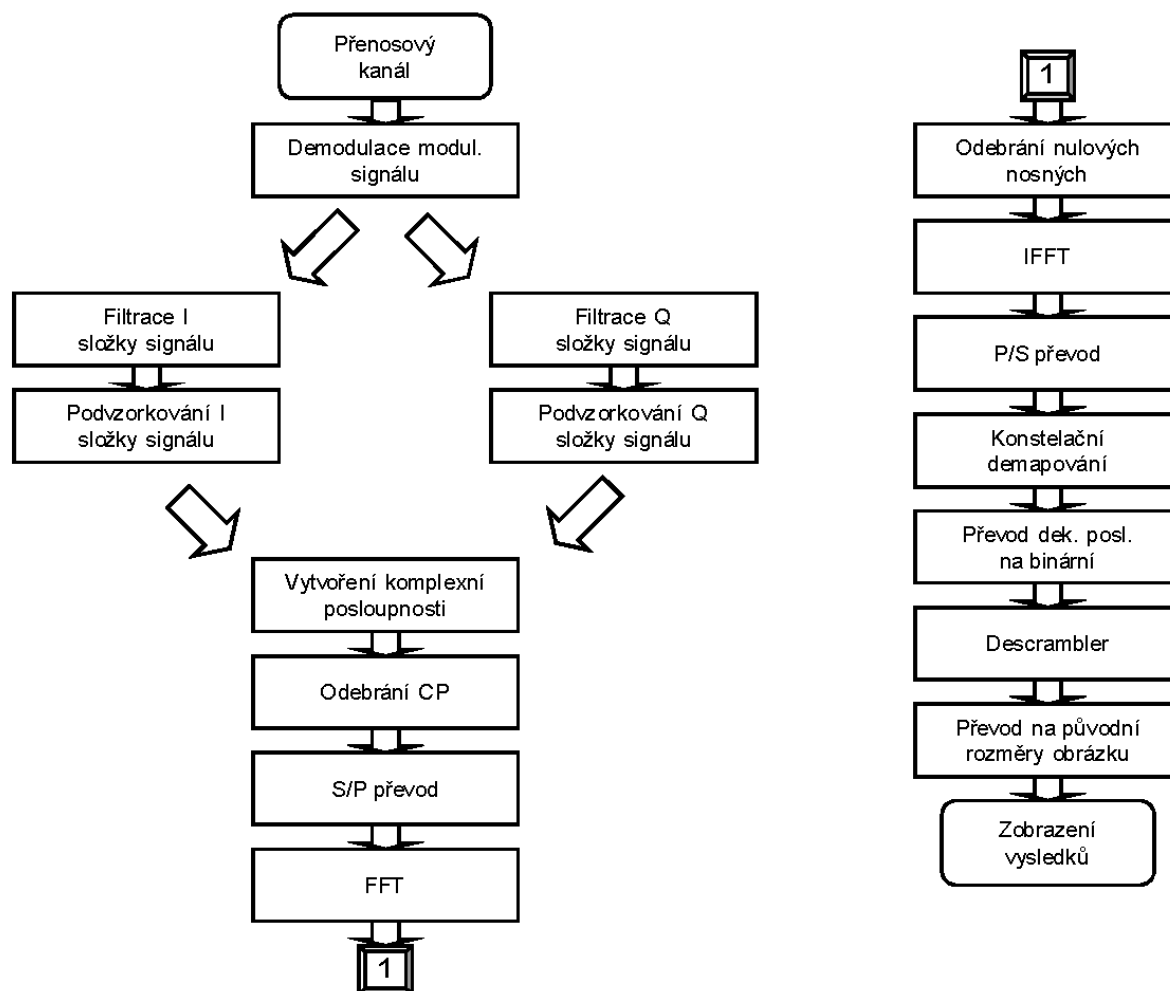 Přenosový
kanál
Demodulace modul.
signálu
Filtrace I
složky signálu
Filtrace Q
složky signálu
Podvzorkování I
složky signálu
Podvzorkování Q
složky signálu
Vytvoření komplexní
posloupnosti
Odebrání CP
S/P převod
FFT
1
1
Odebrání nulových
nosných
IFFT
P/S převod
Konstelační
demapování
Převod dek. posl.
na binární
Descrambler
Převod na původní
rozměry obrázku
Zobrazení
vysledků